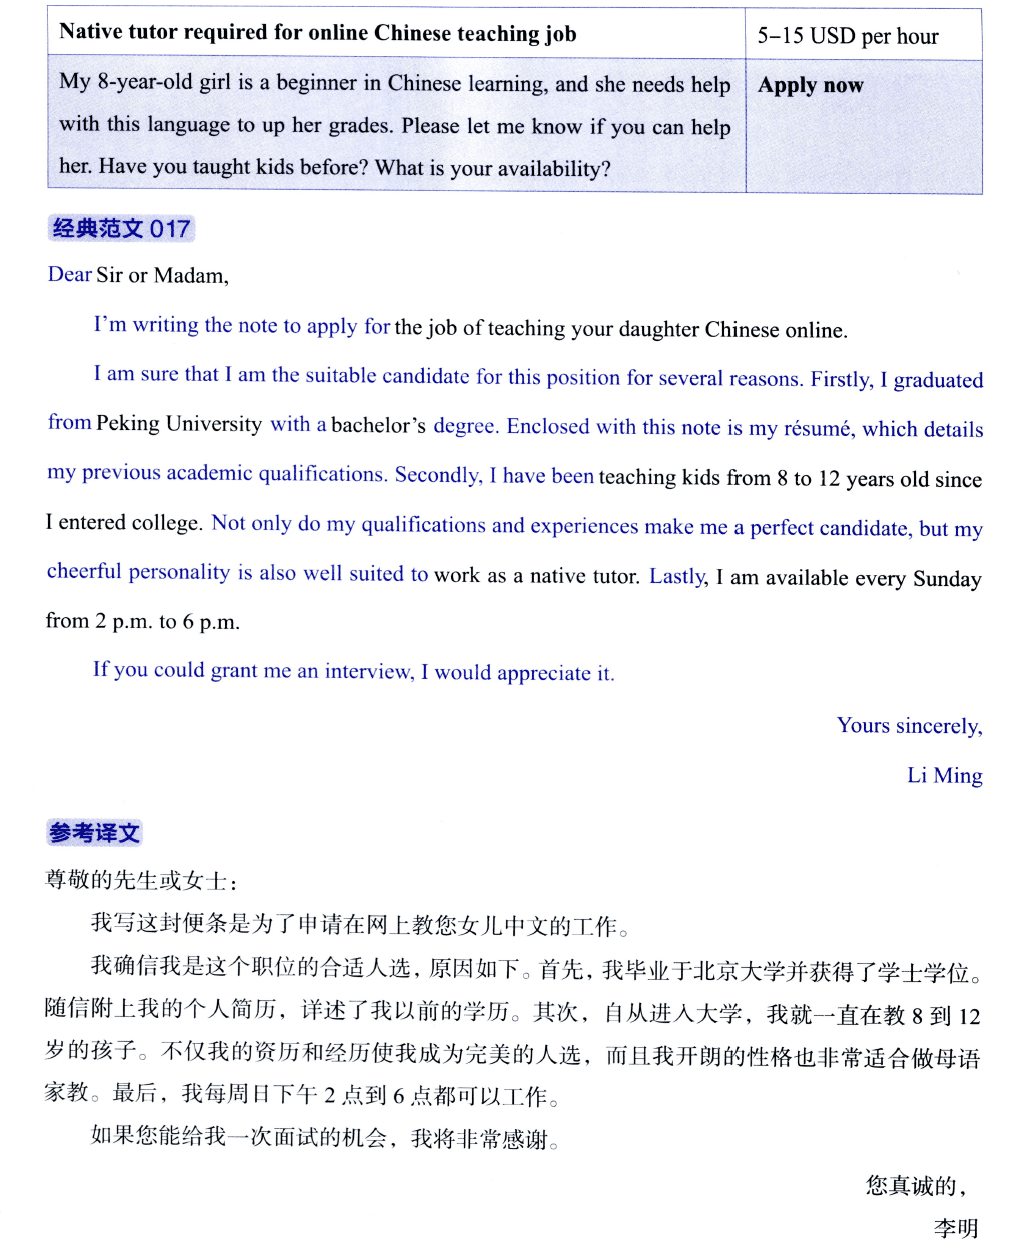 Native tutor required for online Chinese teaching job
5–15 USD per hour
My 8-year-old girl is a beginner in Chinese learning, and she needs help
with this language to up her grades. Please let me know if you can help
her. Have you taught kids before? What is your availability?
Apply now
经典范文 017
Dear Sir or Madam,
I'm writing the note to apply for the job of teaching your daughter Chinese online.
I am sure that I am the suitable candidate for this position for several reasons. Firstly, I graduated
from Peking University with a bachelor's degree. Enclosed with this note is my résumé, which details
my previous academic qualifications. Secondly, I have been teaching kids from 8 to 12 years old since
I entered college. Not only do my qualifications and experiences make me a perfect candidate, but my
cheerful personality is also well suited to work as a native tutor. Lastly, I am available every Sunday
from 2 p.m. to 6 p.m.
If you could grant me an interview, I would appreciate it.
Yours sincerely,
Li Ming
参考译文
尊敬的先生或女士：
我写这封便条是为了申请在网上教您女儿中文的工作。
我确信我是这个职位的合适人选，原因如下。首先，我毕业于北京大学并获得了学士学位。
随信附上我的个人简历，详述了我以前的学历。其次，自从进入大学，我就一直在教 8 到 12
岁的孩子。不仅我的资历和经历使我成为完美的人选，而且我开朗的性格也非常适合做母语
家教。最后，我每周日下午 2 点到 6 点都可以工作。
如果您能给我一次面试的机会，我将非常感谢。
您真诚的，
李明